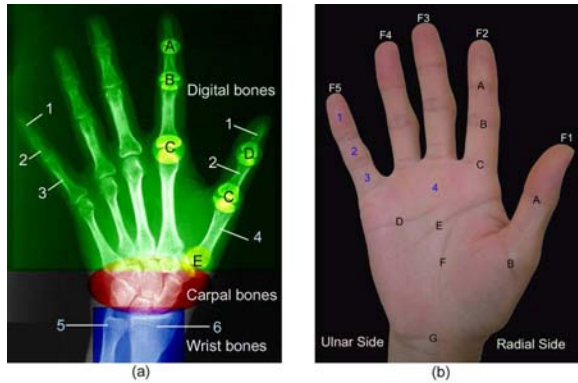 A
B
Digital bones
1
1
D
C
2
2
C
3
4
E
Carpal bones
5
6
Wrist bones
(a)
F3
F4
F2
F5
A
1
B
F1
2
C
3
4
A
D
E
F
B
G
Ulnar Side
Radial Side
(b)